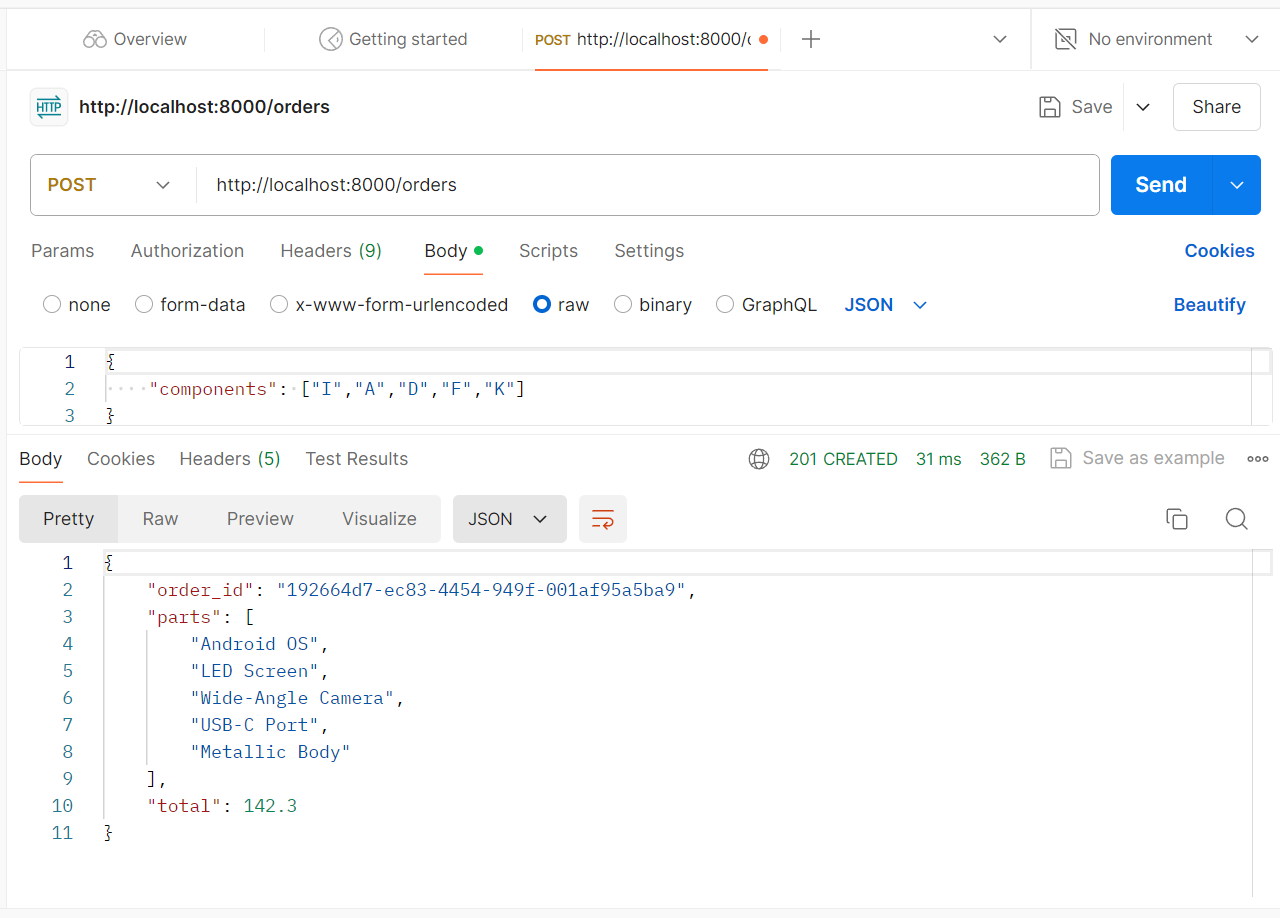 Overview
Getting started
POST http://localhost:8000/
No environment
HTTP
http://localhost:8000/orders
Save
Share
POST
http://localhost:8000/orders
Send
Params
Authorization
Headers (9)
Body
Scripts
Settings
Cookies
none
form-data
x-www-form-urlencoded
raw
binary
GraphQL
JSON
Beautify
1 {
2 "components": ["I","A","D","F","K"]
3 }
Body
Cookies
Headers (5)
Test Results
201 CREATED
31 ms
362 B
Save as example
Pretty
Raw
Preview
Visualize
JSON
1 {
2 "order_id": "192664d7-ec83-4454-949f-001af95a5ba9",
3 "parts": [
4 "Android OS",
5 "LED Screen",
6 "Wide-Angle Camera",
7 "USB-C Port",
8 "Metallic Body"
9 ],
10 "total": 142.3
11 }